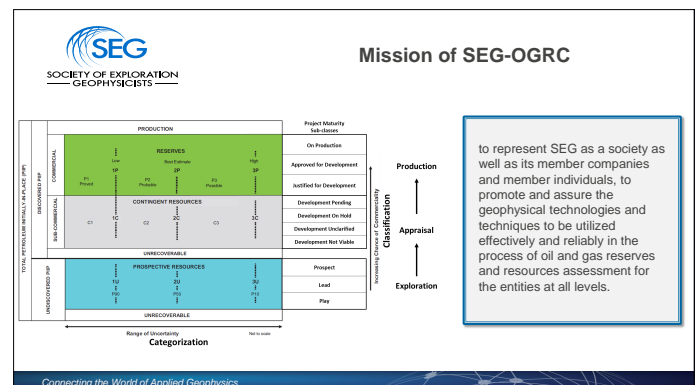 SEG
SOCIETY OF EXPLORATION
GEOPHYSICISTS
Mission of SEG-OGRC
TOTAL PETROLEUM INITIALLY-IN-PLACE (PIIP)
DISCOVERED PIIP
COMMERCIAL
SUB-COMMERCIAL
UNDISCOVERED PIIP
PRODUCTION
RESERVES
Low
Best Estimate
High
1P
2P
3P
P1
P2
P3
Proved
Probable
Possible
CONTINGENT RESOURCES
1C
2C
3C
C1
C2
C3
UNRECOVERABLE
PROSPECTIVE RESOURCES
1U
2U
3U
P90
P50
P10
UNRECOVERABLE
Range of Uncertainty
Not to scale
Categorization
Project Maturity
Sub-classes
On Production
Approved for Development
Justified for Development
Development Pending
Development On Hold
Development Unclarified
Development Not Viable
Prospect
Lead
Play
Increasing Chance of Commerciality
Classification
Production
Appraisal
Exploration
to represent SEG as a society as
well as its member companies
and member individuals, to
promote and assure the
geophysical technologies and
techniques to be utilized
effectively and reliably in the
process of oil and gas reserves
and resources assessment for
the entities at all levels.
Connecting the World of Applied Geophysics